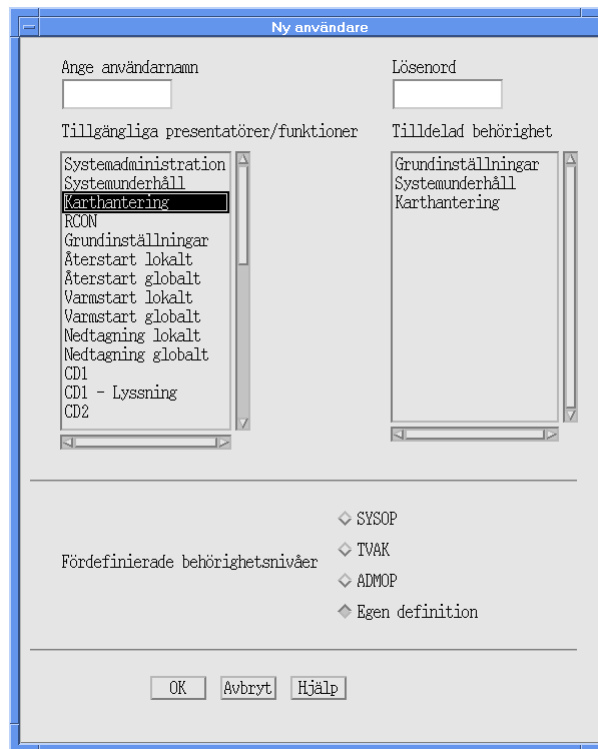 Ny användare
Ange användarnamn
Lösenord
Tillgängliga presentatörer/funktioner
Tilldelad behörighet
Systemadministration
Systemunderhåll
Karthantering
RCON
Grundinställningar
Återstart lokalt
Återstart globalt
Varmstart lokalt
Varmstart globalt
Nedtagning lokalt
Nedtagning globalt
CD1
CD1 - Lyssning
CD2
Grundinställningar
Systemunderhåll
Karthantering
Fördefinierade behörighetsnivåer
SYSOP
TVAK
ADMOP
Egen definition
OK
Avbryt
Hjälp